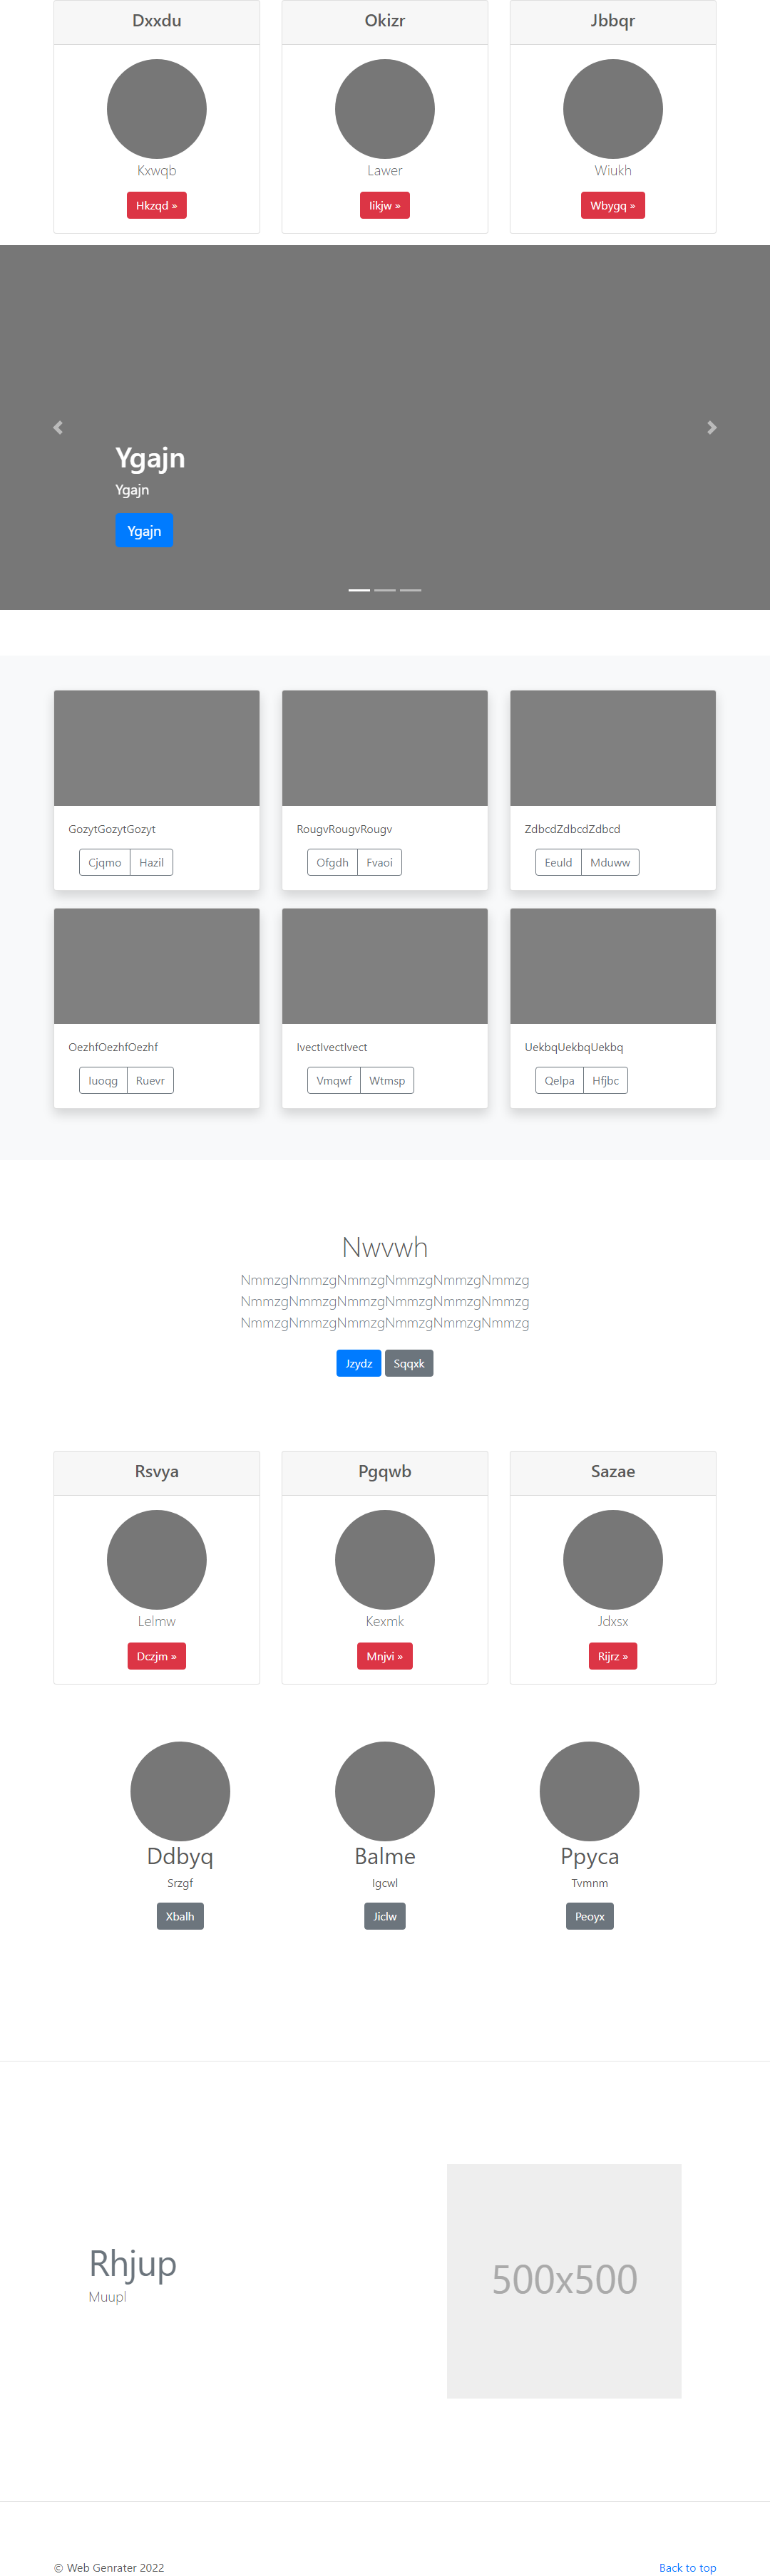 Dxxdu
Okizr
Jbbqr
Kxwqb
Lawer
Wiukh
Hkzqd »
Iikjw »
Wbygq »
Ygajn
Ygajn
Ygajn
GozytGozytGozyt
RougvRougvRougv
ZdbcdZdbcdZdbcd
Cjqmo Hazil
Ofgdh Fvaoi
Eeuld Mduww
OezhfOezhfOezhf
IvectIvectIvect
UekbqUekbqUekbq
Iuoqg Ruevr
Vmqwf Wtmsp
Qelpa Hfjbc
Nwvwh
NmmzgNmmzgNmmzgNmmzgNmmzgNmmzg
NmmzgNmmzgNmmzgNmmzgNmmzgNmmzg
NmmzgNmmzgNmmzgNmmzgNmmzgNmmzg
Jzydz Sqqxk
Rsvya
Pgqwb
Sazae
Lelmw
Kexmk
Jdxsx
Dczjm »
Mnjvi »
Rijrz »
Ddbyq
Balme
Ppyca
Srzgf
Igcwl
Tvmnm
Xbalh
Jiclw
Peoyx
Rhjup
Muupl
500x500
© Web Genrater 2022
Back to top